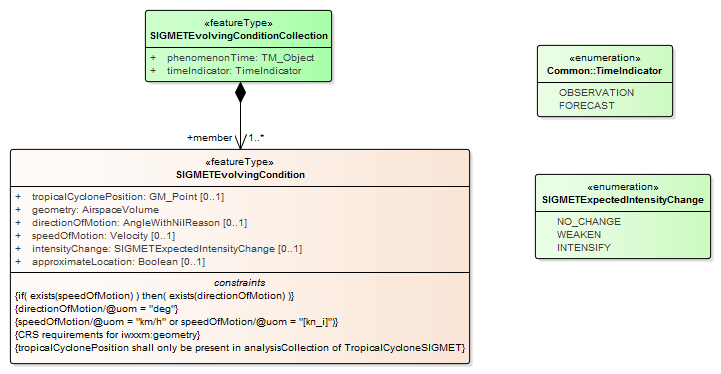 «featureType»
SIGMETEvolvingConditionCollection
+ phenomenonTime: TM_Object
+ timeIndicator: TimeIndicator
+member
1..*
«featureType»
SIGMETEvolvingCondition
+ tropicalCyclonePosition: GM_Point [0..1]
+ geometry: AirspaceVolume
+ directionOfMotion: AngleWithNilReason [0..1]
+ speedOfMotion: Velocity [0..1]
+ intensityChange: SIGMETExpectedIntensityChange [0..1]
+ approximateLocation: Boolean [0..1]
constraints
{if( exists(speedOfMotion) ) then( exists(directionOfMotion) )}
{directionOfMotion/@uom = "deg"}
{speedOfMotion/@uom = "km/h" or speedOfMotion/@uom = "[kn_i]")}
{CRS requirements for iwxxm:geometry}
{tropicalCyclonePosition shall only be present in analysisCollection of TropicalCycloneSIGMET}
«enumeration»
Common::TimeIndicator
OBSERVATION
FORECAST
«enumeration»
SIGMETExpectedIntensityChange
NO_CHANGE
WEAKEN
INTENSIFY